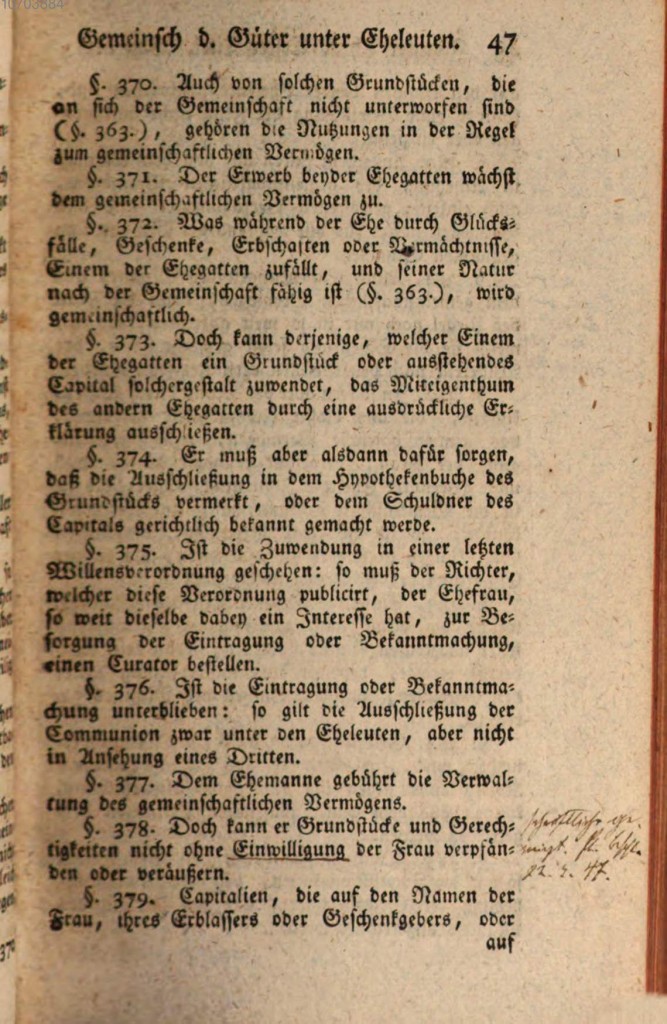 10703884
Gemeinsch d. Güter unter Eheleuten. 47
§. 370. Auch von solchen Grundstücken, die
an sich der Gemeinschaft nicht unterworfen sind
(§. 363.), gehören die Nutzungen in der Regel
zum gemeinschaftlichen Vermögen.
§. 371. Der Erwerb beyder Ehegatten wächst
dem gemeinschaftlichen Vermögen zu.
§. 372. Was während der Ehe durch Glücks-
fälle, Geschenke, Erbschaften oder Vermächtnisse,
Einem der Ehegatten zufällt, und seiner Natur
nach der Gemeinschaft fähig ist (§. 363.), wird
gemeinschaftlich.
§. 373. Doch kann derjenige, welcher Einem
der Ehegatten ein Grundstück oder ausstehendes
Capital solchergestalt zuwendet, das Miteigenthum
des andern Ehegatten durch eine ausdrückliche Er-
klärung ausschließen.
§. 374. Er muß aber alsdann dafür sorgen,
daß die Ausschließung in dem Hypothekenbuche des
Grundstücks vermerkt, oder dem Schuldner des
Capitals gerichtlich bekannt gemacht werde.
§. 375. Ist die Zuwendung in einer letzten
Willensverordnung geschehen: so muß der Richter,
welcher diese Verordnung publicirt, der Ehefrau,
so weit dieselbe dabey ein Interesse hat, zur Be-
sorgung der Eintragung oder Bekanntmachung,
einen Curator bestellen.
§. 376. Ist die Eintragung oder Bekanntma-
chung unterblieben: so gilt die Ausschließung der
Communion zwar unter den Eheleuten, aber nicht
in Ansehung eines Dritten.
§. 377. Dem Ehemanne gebührt die Verwal-
tung des gemeinschaftlichen Vermögens.
§. 378. Doch kann er Grundstücke und Gerech-
tigkeiten nicht ohne Einwilligung der Frau verpfän-
den oder veräußern.
§. 379. Capitalien, die auf den Namen der
Frau, ihres Erblassers oder Geschenkgebers, oder
auf
47.